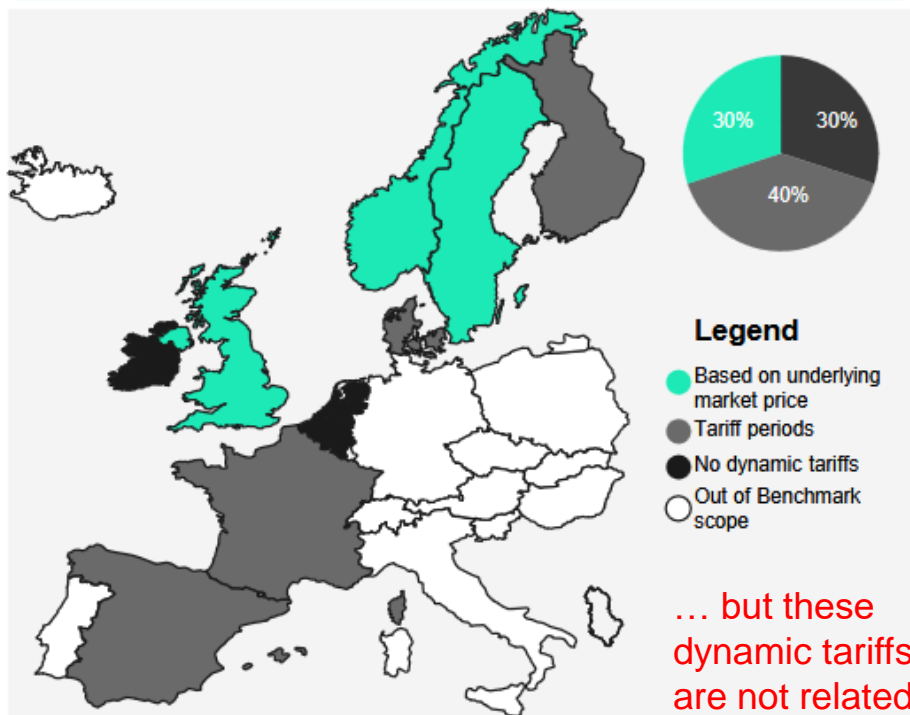 30%
30%
40%
Legend
Based on underlying
market price
Tariff periods
No dynamic tariffs
Out of Benchmark
scope
… but these
dynamic tariffs
are not related